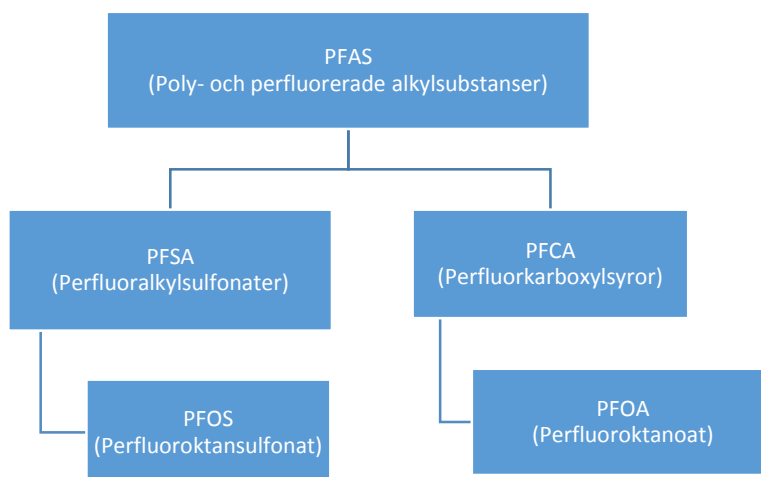 PFAS
(Poly- och perfluorerade alkylsubstanser)
PFSA
(Perfluoralkylsulfonater)
PFCA
(Perfluorkarboxylsyror)
PFOS
(Perfluoroktansulfonat)
PFOA
(Perfluoroktanoat)